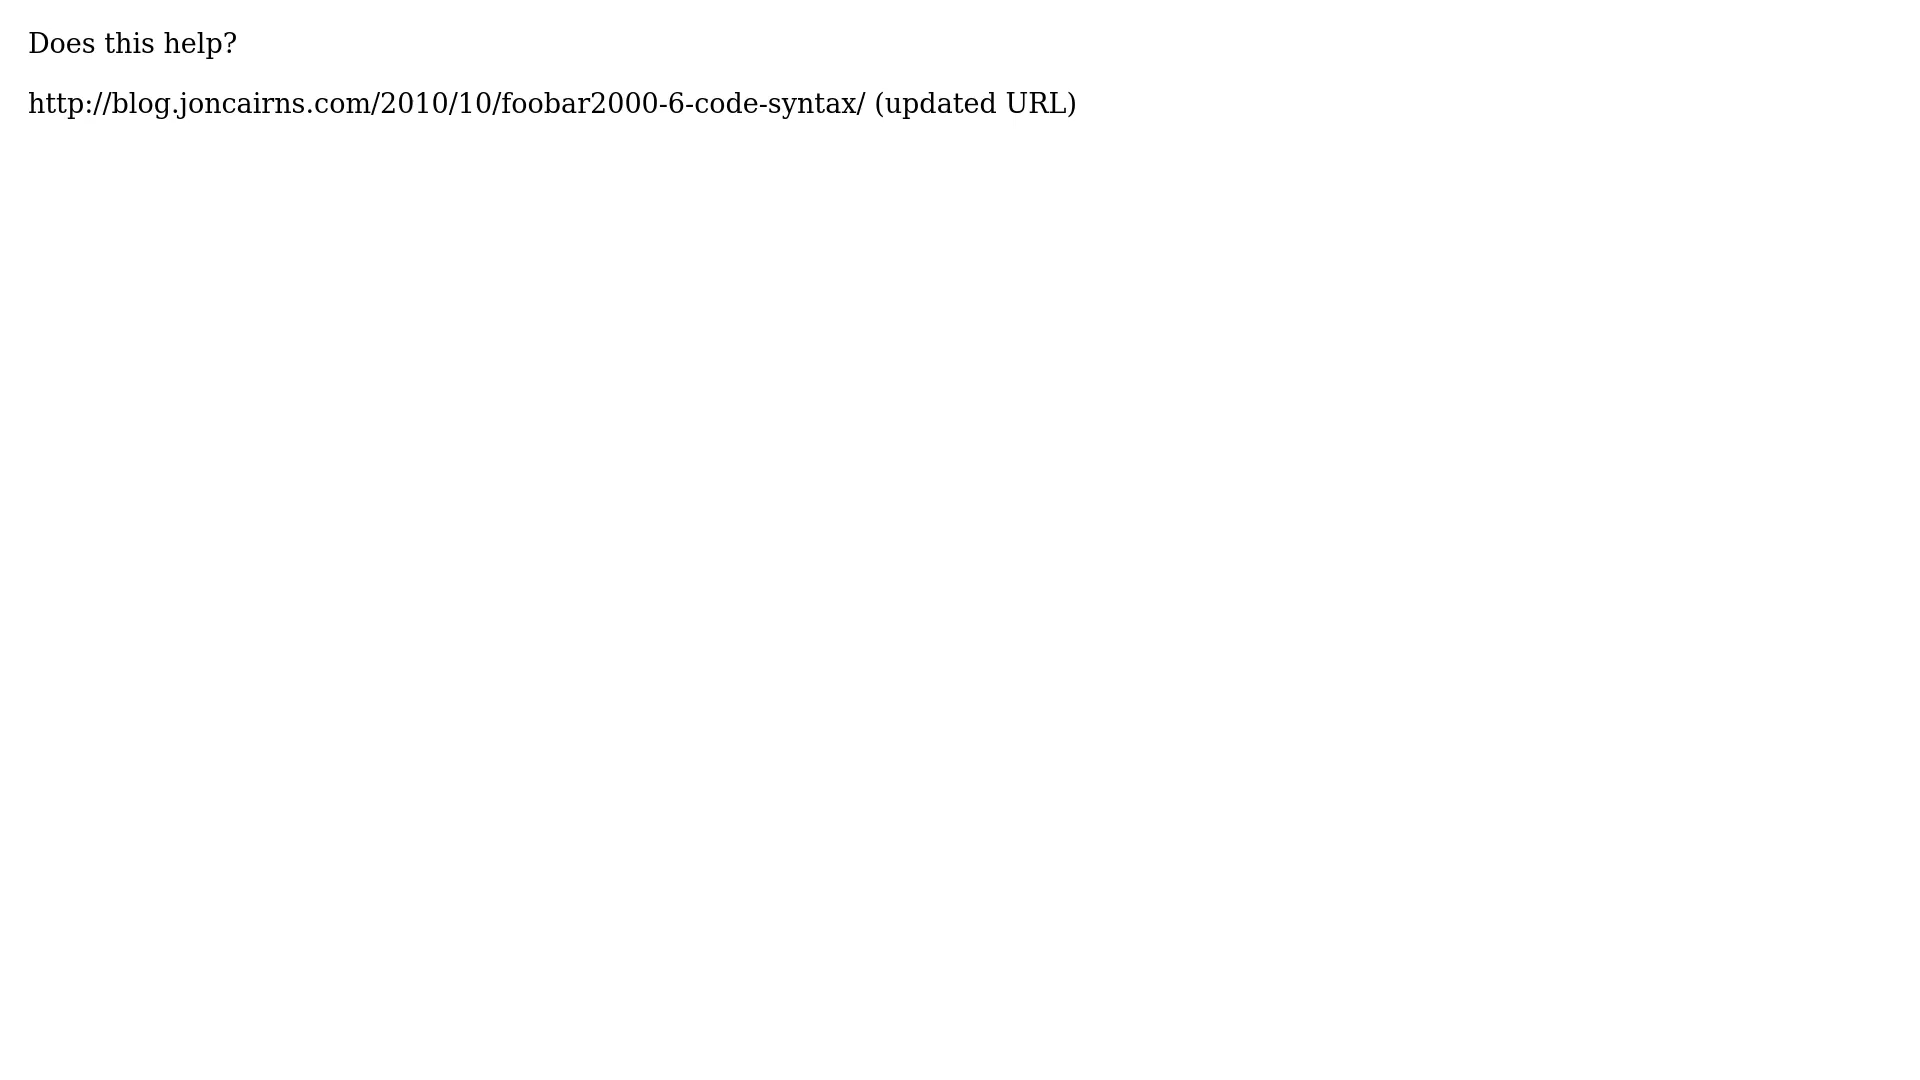 Does this help?
http://blog.joncairns.com/2010/10/foobar2000-6-code-syntax/ (updated URL)